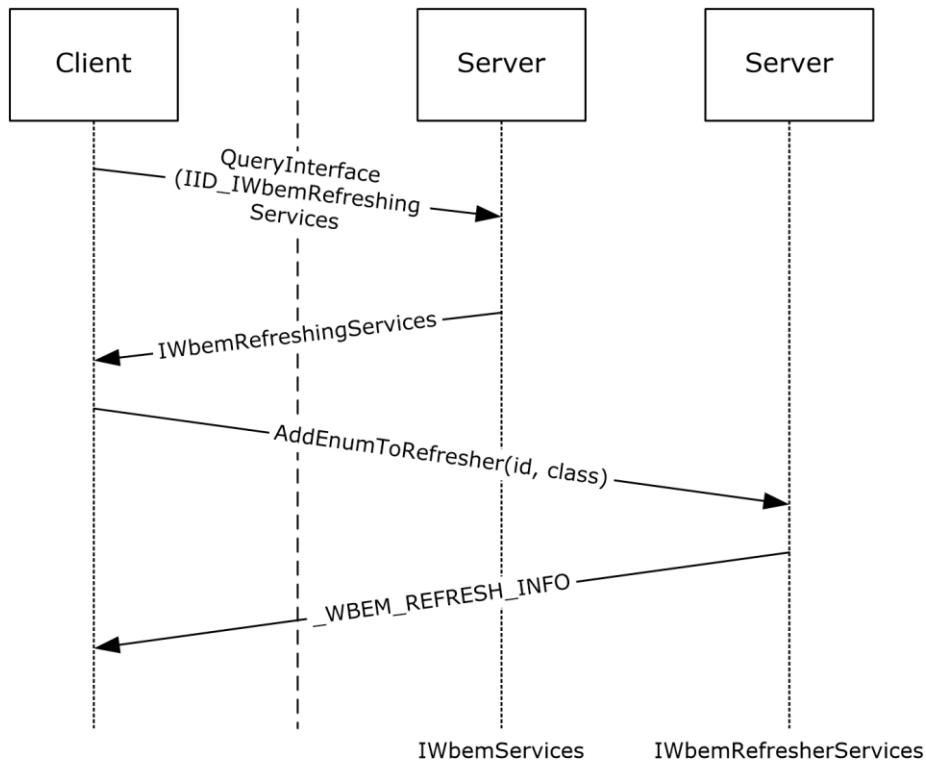 Client
Server
Server
QueryInterface
(IID_IWbemRefreshing
Services
IWbemRefreshingServices
AddEnumToRefresher(id, class)
_WBEM_REFRESH_INFO
IWbemServices
IWbemRefresherServices